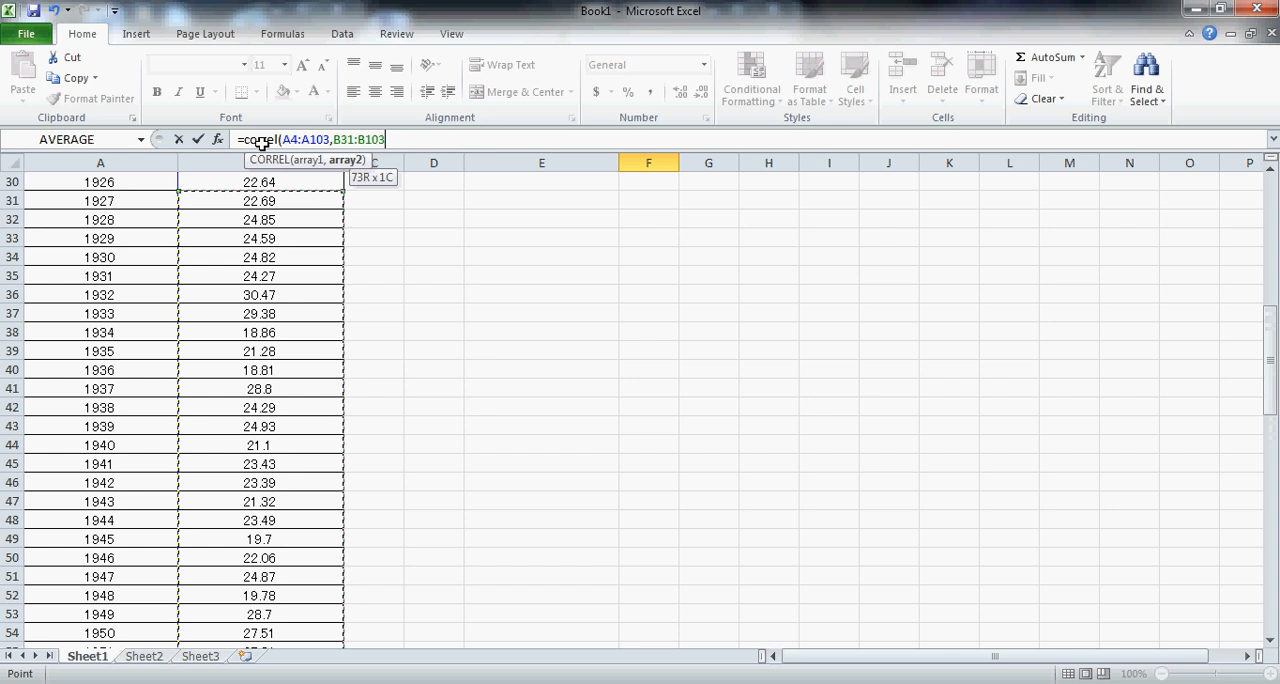 Book1 - Microsoft Excel
File Home Insert Page Layout Formulas Data Review View
Paste Cut Copy Format Painter
11
Wrap Text Merge & Center
General
Conditional Formatting Format as Table Cell Styles
Insert Delete Format
AutoSum Fill Clear
Sort & Filter Find & Select
Clipboard Font Alignment Number Styles Cells Editing
AVERAGE =correl(A4:A103,B31:B103
CORREL(array1, array2)
A C D E F G H I J K L M N O P
73R x 1C
30 1926 22.64
31 1927 22.69
32 1928 24.85
33 1929 24.59
34 1930 24.82
35 1931 24.27
36 1932 30.47
37 1933 29.38
38 1934 18.86
39 1935 21.28
40 1936 18.81
41 1937 28.8
42 1938 24.29
43 1939 24.93
44 1940 21.1
45 1941 23.43
46 1942 23.39
47 1943 21.32
48 1944 23.49
49 1945 19.7
50 1946 22.06
51 1947 24.87
52 1948 19.78
53 1949 28.7
54 1950 27.51
Sheet1 Sheet2 Sheet3
Point 100%